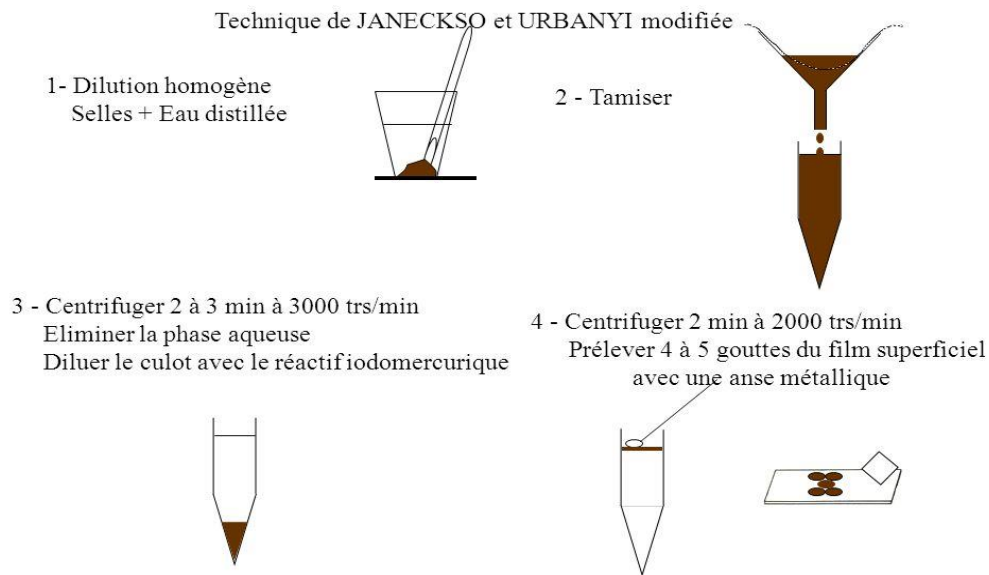 Technique de JANECKSO et URBANYI modifiée
1- Dilution homogène
Selles + Eau distillée
2 - Tamiser
3 - Centrifuger 2 à 3 min à 3000 trs/min
Eliminer la phase aqueuse
Diluer le culot avec le réactif iodomercurique
4 - Centrifuger 2 min à 2000 trs/min
Prélever 4 à 5 gouttes du film superficiel
avec une anse métallique